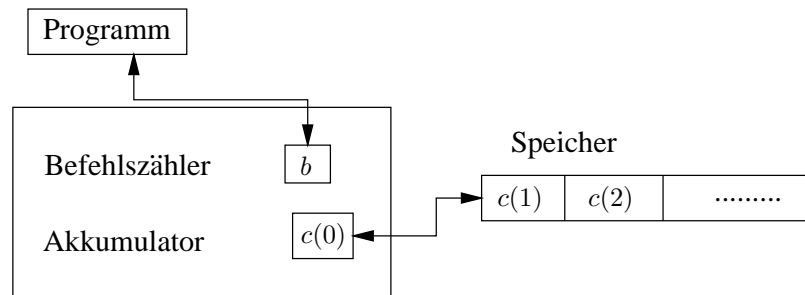 Programm
Speicher
Befehlszähler b
c(1) c(2) .........
Akkumulator c(0)